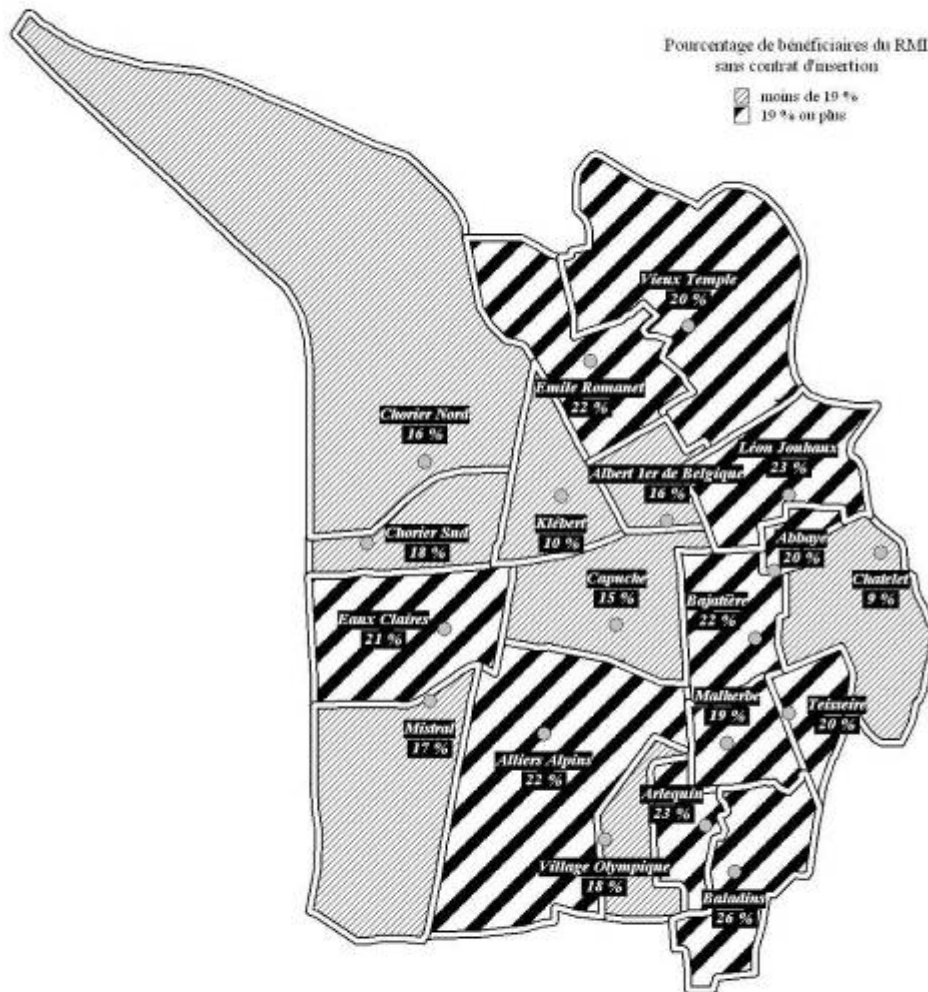 Pourcentage de bénéficiaires du RMI
sans contrat d'insertion
moins de 19 %
19 % ou plus
Vieux Temple
20 %
Emile Romanet
22 %
Chorier Nord
16 %
Léon Jouhaux
23 %
Albert 1er de Belgique
16 %
Klébert
10 %
Chorier Sud
18 %
Abbaye
20 %
Chatelet
9 %
Capuche
15 %
Bajatière
22 %
Eaux Claires
21 %
Malherbe
19 %
Teisseire
20 %
Mistral
17 %
Alliers Alpins
22 %
Arlequin
23 %
Village Olympique
18 %
Baladins
26 %